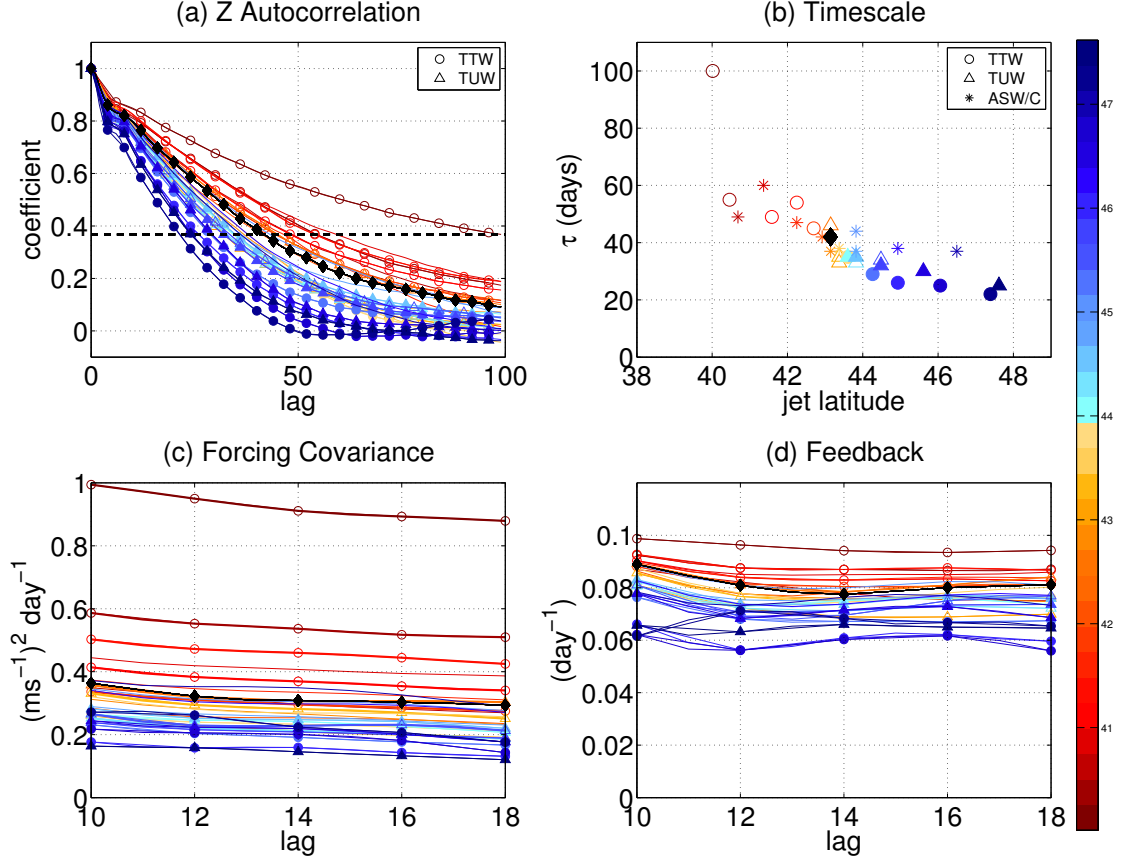 (a) Z Autocorrelation
coefficient
1
0.8
0.6
0.4
0.2
0
0
50
100
lag
TTW
TUW
(b) Timescale
τ (days)
100
80
60
40
20
0
38
40
42
44
46
48
jet latitude
TTW
TUW
ASW/C
(c) Forcing Covariance
(ms⁻¹)² day⁻¹
1
0.8
0.6
0.4
0.2
0
10
12
14
16
18
lag
(d) Feedback
(day⁻¹)
0.1
0.08
0.06
0.04
0.02
0
10
12
14
16
18
lag
47
46
45
44
43
42
41